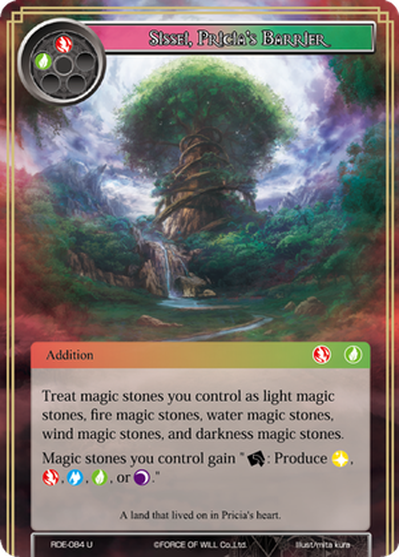 Sissei, Pricia's Barrier
Addition
Treat magic stones you control as light magic
stones, fire magic stones, water magic stones,
wind magic stones, and darkness magic stones.
Magic stones you control gain " : Produce ,
, , , or ."
A land that lived on in Pricia's heart.
RDE-084 U ©FORCE OF WILL Co.,Ltd. Illust/mita kura